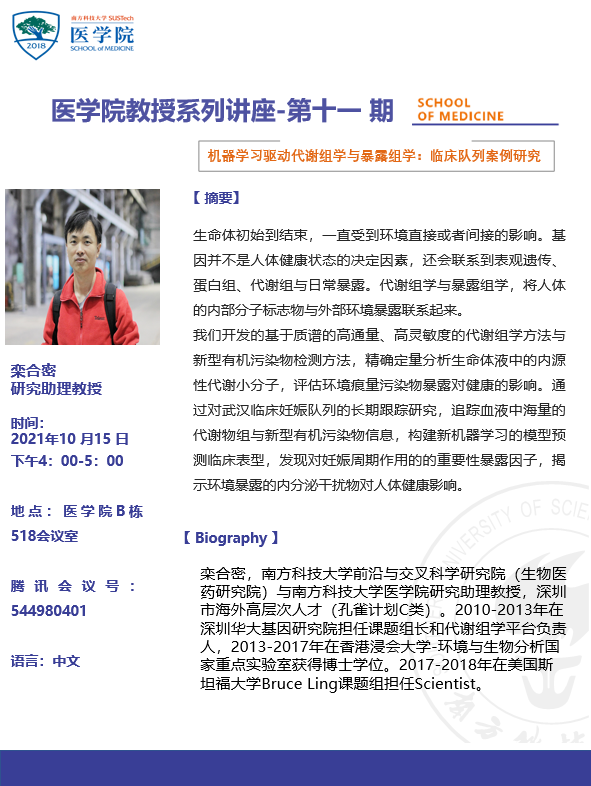 南方科技大学 SUSTech
医学院
SCHOOL of MEDICINE
2018
医学院教授系列讲座-第十一 期
SCHOOL
OF MEDICINE
机器学习驱动代谢组学与暴露组学：临床队列案例研究
【 摘要】
生命体初始到结束，一直受到环境直接或者间接的影响。基
因并不是人体健康状态的决定因素，还会联系到表观遗传、
蛋白组、代谢组与日常暴露。代谢组学与暴露组学，将人体
的内部分子标志物与外部环境暴露联系起来。
我们开发的基于质谱的高通量、高灵敏度的代谢组学方法与
新型有机污染物检测方法，精确定量分析生命体液中的内源
性代谢小分子，评估环境痕量污染物暴露对健康的影响。通
过对武汉临床妊娠队列的长期跟踪研究，追踪血液中海量的
代谢物组与新型有机污染物信息，构建新机器学习的模型预
测临床表型，发现对妊娠周期作用的的重要性暴露因子，揭
示环境暴露的内分泌干扰物对人体健康影响。
栾合密
研究助理教授
时间：
2021年10 月15 日
下午4：00-5：00
地点：医学院B栋
518会议室
腾讯会议号：
544980401
语言：中文
【 Biography 】
栾合密，南方科技大学前沿与交叉科学研究院（生物医
药研究院）与南方科技大学医学院研究助理教授，深圳
市海外高层次人才（孔雀计划C类）。2010-2013年在
深圳华大基因研究院担任课题组长和代谢组学平台负责
人，2013-2017年在香港浸会大学-环境与生物分析国
家重点实验室获得博士学位。2017-2018年在美国斯
坦福大学Bruce Ling课题组担任Scientist。